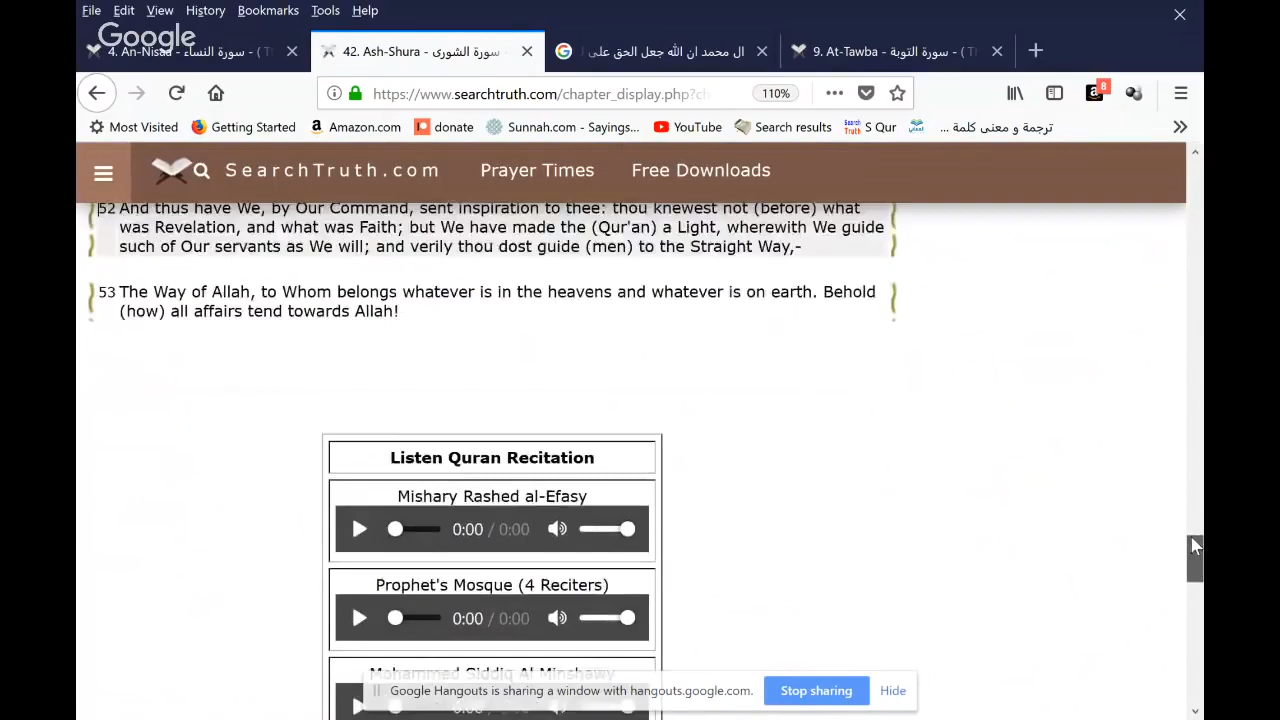 File Edit View History Bookmarks Tools Help
Google
4. An-Nisaa - سورة النساء - ( T
42. Ash-Shura - سورة الشورى
ال محمد ان الله جعل الحق على
9. At-Tawba - سورة التوبة - ( T
https://www.searchtruth.com/chapter_display.php?c
110%
8
Most Visited Getting Started Amazon.com donate Sunnah.com - Sayings... YouTube Search results Search Truth S Qur ترجمة و معنى كلمة ...
SearchTruth.com Prayer Times Free Downloads
52 And thus have We, by Our Command, sent inspiration to thee: thou knewest not (before) what
was Revelation, and what was Faith; but We have made the (Qur'an) a Light, wherewith We guide
such of Our servants as We will; and verily thou dost guide (men) to the Straight Way,-
53 The Way of Allah, to Whom belongs whatever is in the heavens and whatever is on earth. Behold
(how) all affairs tend towards Allah!
Listen Quran Recitation
Mishary Rashed al-Efasy
0:00 / 0:00
Prophet's Mosque (4 Reciters)
0:00 / 0:00
Mohammed Siddiq Al Minshawy
Google Hangouts is sharing a window with hangouts.google.com. Stop sharing Hide